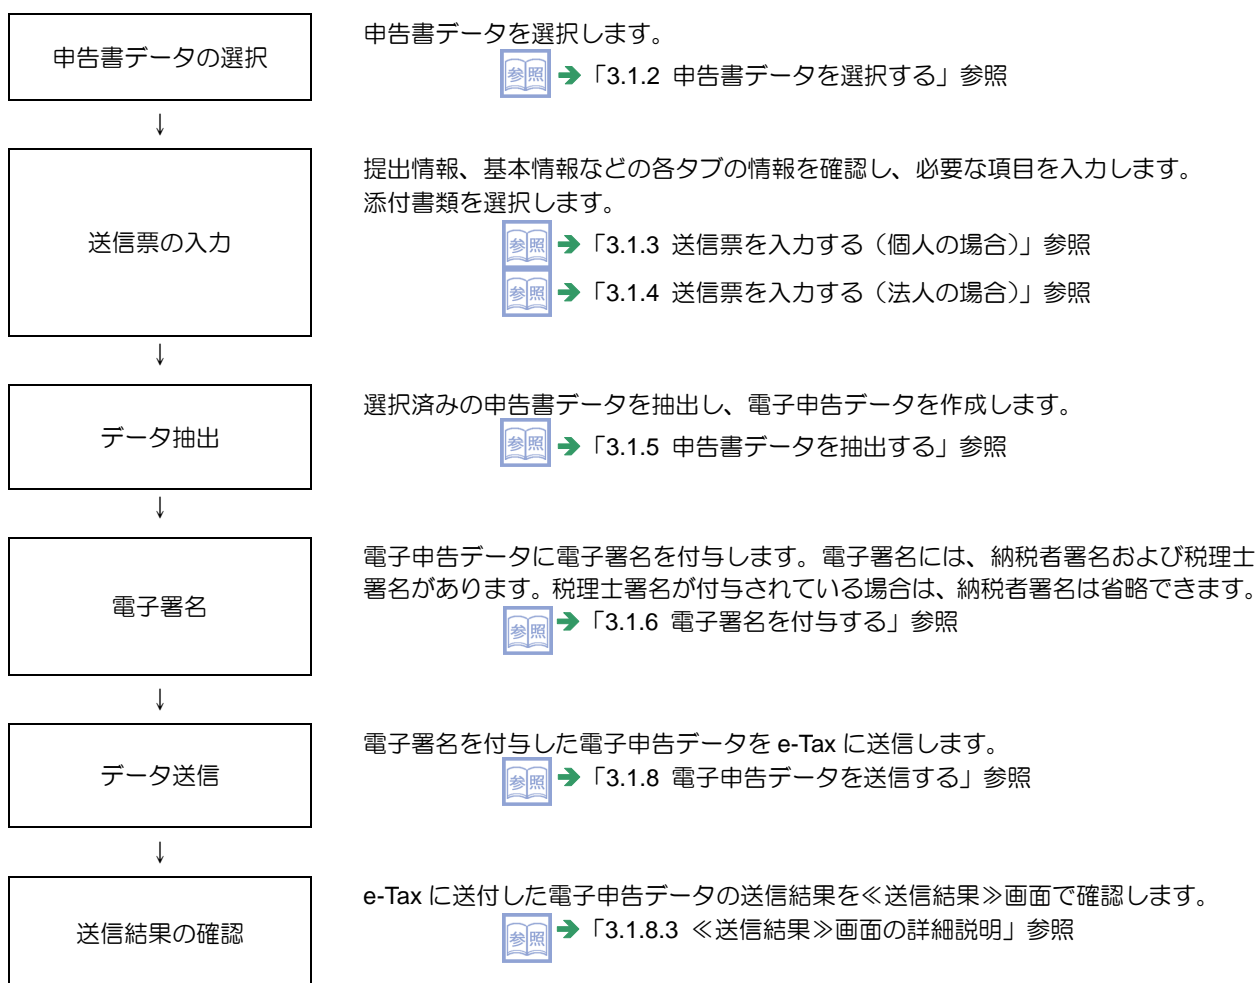 申告書データの選択
申告書データを選択します。
参照 ➔「3.1.2 申告書データを選択する」参照
↓
送信票の入力
提出情報、基本情報などの各タブの情報を確認し、必要な項目を入力します。
添付書類を選択します。
参照 ➔「3.1.3 送信票を入力する（個人の場合）」参照
参照 ➔「3.1.4 送信票を入力する（法人の場合）」参照
↓
データ抽出
選択済みの申告書データを抽出し、電子申告データを作成します。
参照 ➔「3.1.5 申告書データを抽出する」参照
↓
電子署名
電子申告データに電子署名を付与します。電子署名には、納税者署名および税理士
署名があります。税理士署名が付与されている場合は、納税者署名は省略できます。
参照 ➔「3.1.6 電子署名を付与する」参照
↓
データ送信
電子署名を付与した電子申告データを e-Tax に送信します。
参照 ➔「3.1.8 電子申告データを送信する」参照
↓
送信結果の確認
e-Tax に送付した電子申告データの送信結果を≪送信結果≫画面で確認します。
参照 ➔「3.1.8.3 ≪送信結果≫画面の詳細説明」参照